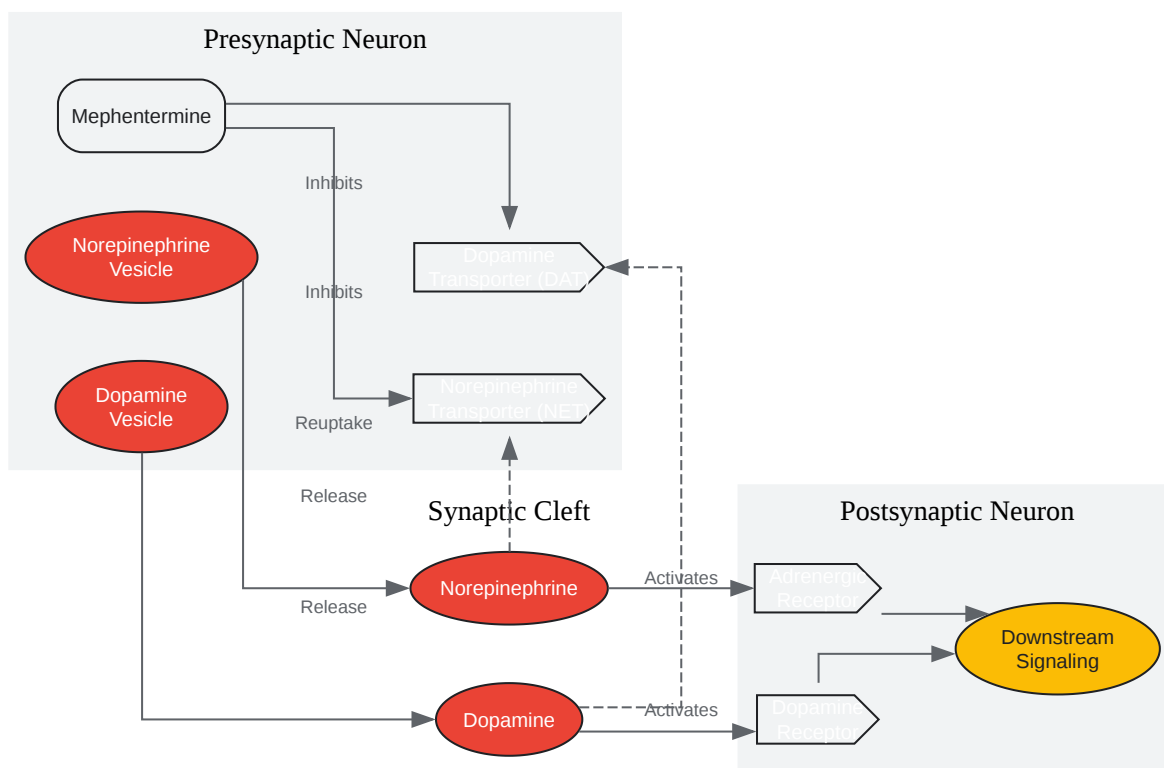 Presynaptic Neuron
Mephentermine
Inhibits
Norepinephrine
Vesicle
Dopamine
Transporter (DAT)
Inhibits
Norepinephrine
Transporter (NET)
Dopamine
Vesicle
Reuptake
Release
Synaptic Cleft
Postsynaptic Neuron
Norepinephrine
Activates
Adrenergic
Receptor
Release
Downstream
Signaling
Dopamine
Activates
Dopamine
Receptor